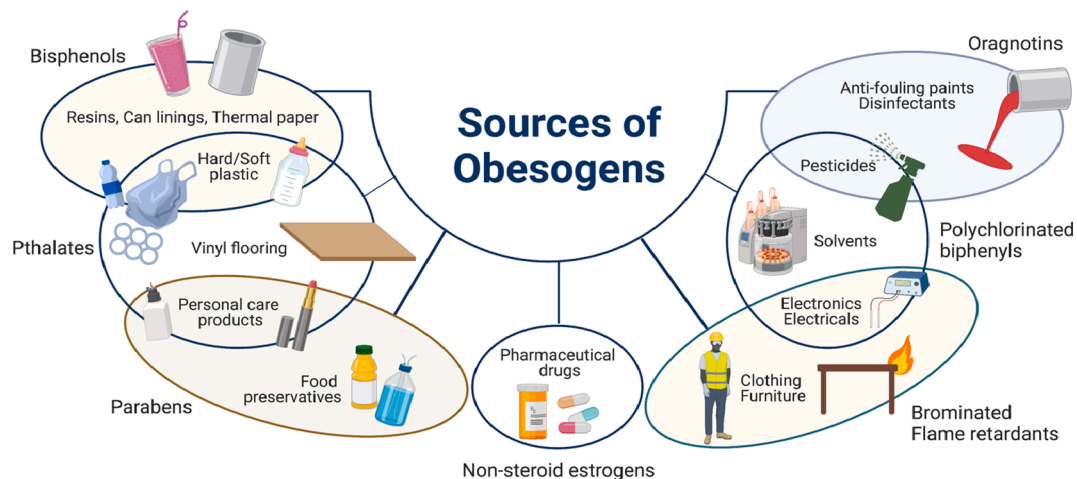 Sources of
Obesogens
Bisphenols
Resins, Can linings, Thermal paper
Hard/Soft
plastic
Pthalates
Vinyl flooring
Personal care
products
Food
preservatives
Parabens
Pharmaceutical
drugs
Non-steroid estrogens
Oragnotins
Anti-fouling paints
Disinfectants
Pesticides
Solvents
Polychlorinated
biphenyls
Electronics
Electricals
Clothing
Furniture
Brominated
Flame retardants